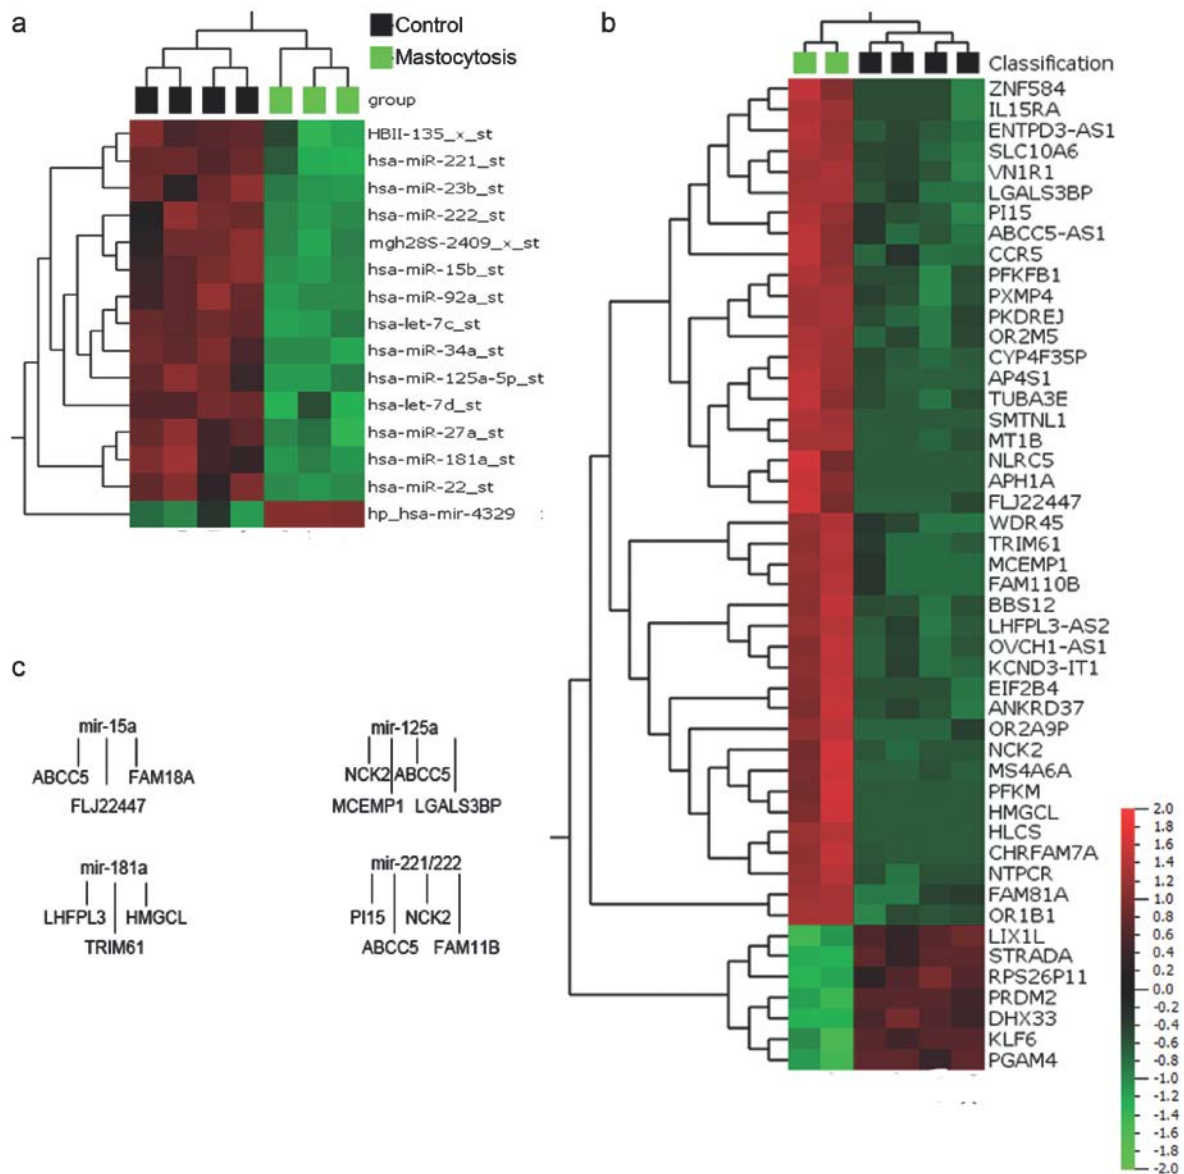 a
Control
Mastocytosis
group
HBII-135_x_st
hsa-miR-221_st
hsa-miR-23b_st
hsa-miR-222_st
mgh28S-2409_x_st
hsa-miR-15b_st
hsa-miR-92a_st
hsa-let-7c_st
hsa-miR-34a_st
hsa-miR-125a-5p_st
hsa-let-7d_st
hsa-miR-27a_st
hsa-miR-181a_st
hsa-miR-22_st
hp_hsa-mir-4329 :
b
Classification
ZNF584
IL15RA
ENTPD3-AS1
SLC10A6
VN1R1
LGALS3BP
PI15
ABCC5-AS1
CCR5
PFKFB1
PXMP4
PKDREJ
OR2M5
CYP4F35P
AP4S1
TUBA3E
SMTNL1
MT1B
NLRC5
APH1A
FLJ22447
WDR45
TRIM61
MCEMP1
FAM110B
BBS12
LHFPL3-AS2
OVCH1-AS1
KCND3-IT1
EIF2B4
ANKRD37
OR2A9P
NCK2
MS4A6A
PFKM
HMGCL
HLCS
CHRFAM7A
NTPCR
FAM81A
OR1B1
LIX1L
STRADA
RPS26P11
PRDM2
DHX33
KLF6
PGAM4
2.0
1.8
1.6
1.4
1.2
1.0
0.8
0.6
0.4
0.2
0.0
-0.2
-0.4
-0.6
-0.8
-1.0
-1.2
-1.4
-1.6
-1.8
-2.0
c
mir-15a
ABCC5 FAM18A
FLJ22447
mir-125a
NCK2 ABCC5
MCEMP1 LGALS3BP
mir-181a
LHFPL3 HMGCL
TRIM61
mir-221/222
PI15 NCK2
ABCC5 FAM11B